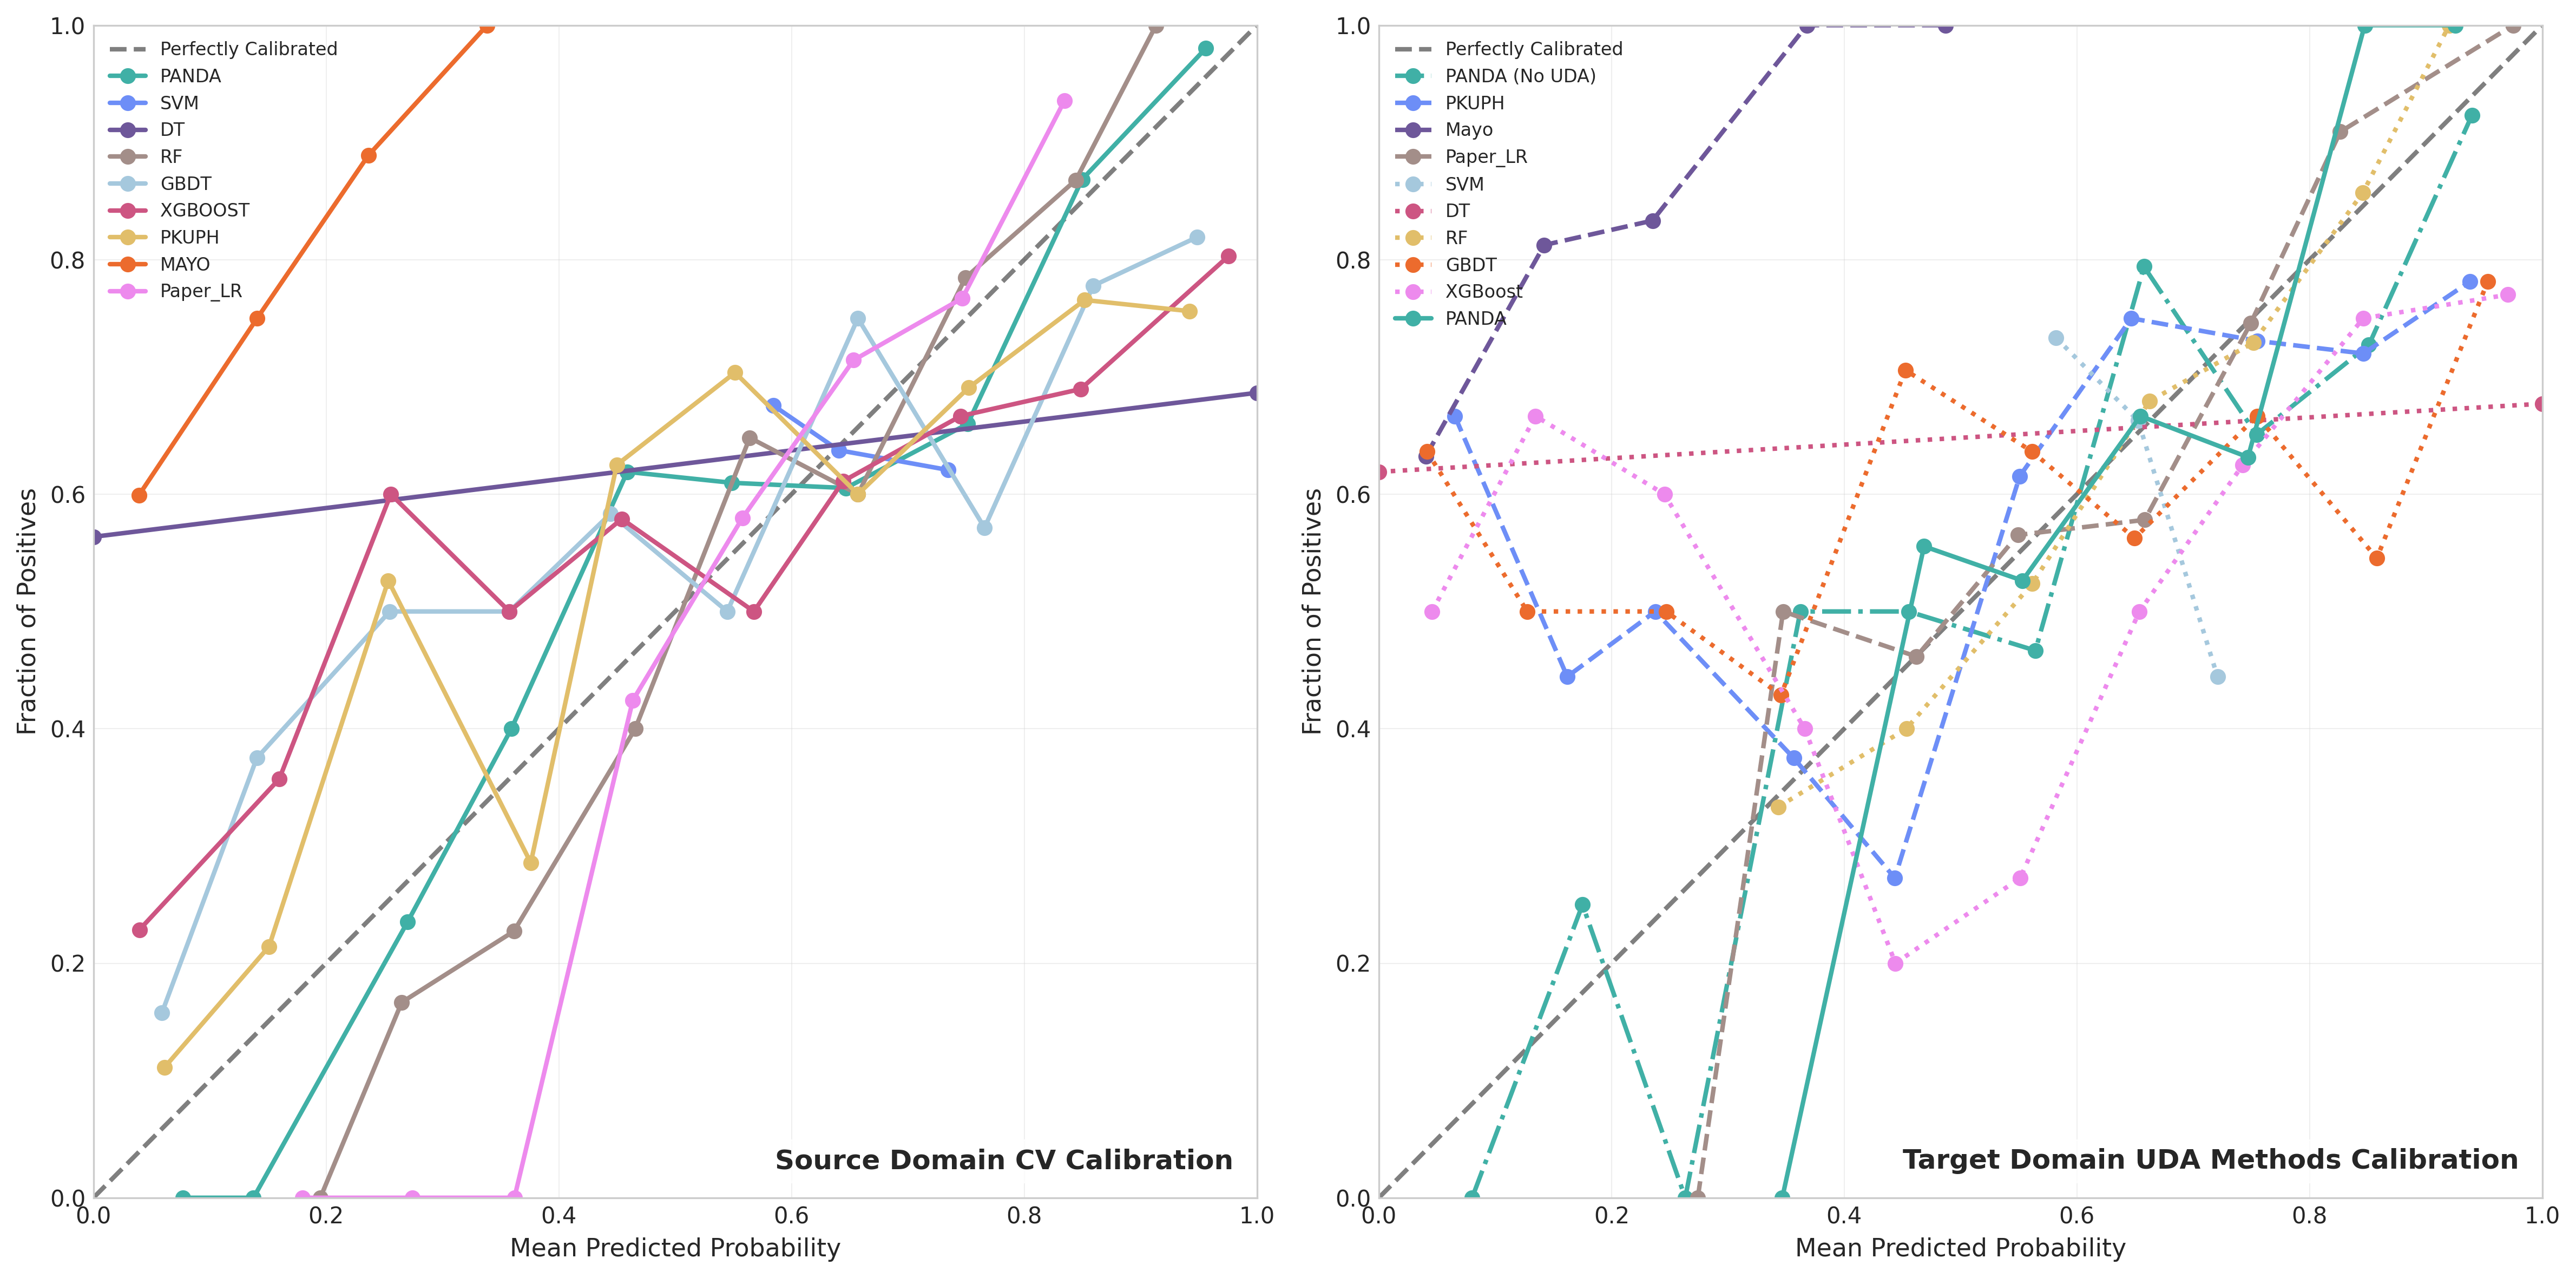 1.0
0.8
0.6
0.4
0.2
0.0
Fraction of Positives
Perfectly Calibrated
PANDA
SVM
DT
RF
GBDT
XGBOOST
PKUPH
MAYO
Paper_LR
Source Domain CV Calibration
0.0 0.2 0.4 0.6 0.8 1.0
Mean Predicted Probability
1.0
0.8
0.6
0.4
0.2
0.0
Fraction of Positives
Perfectly Calibrated
PANDA (No UDA)
PKUPH
Mayo
Paper_LR
SVM
DT
RF
GBDT
XGBoost
PANDA
Target Domain UDA Methods Calibration
0.0 0.2 0.4 0.6 0.8 1.0
Mean Predicted Probability